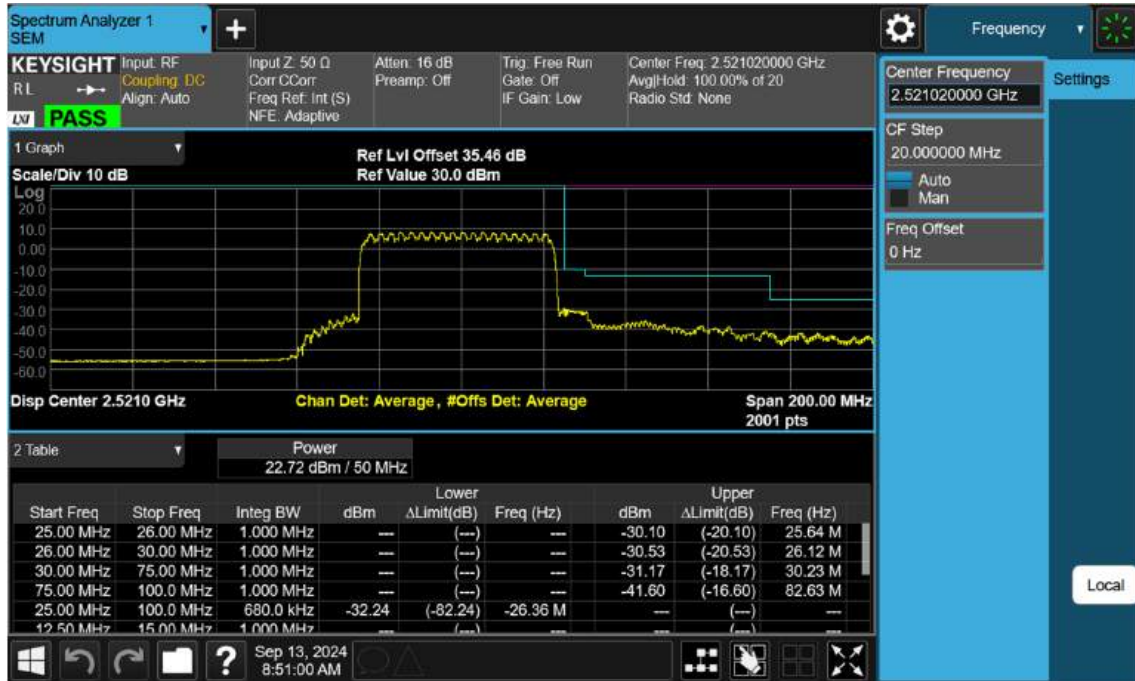 Spectrum Analyzer 1
SEM
Frequency
KEYSIGHT
R L
LXI
PASS
Input: RF
Coupling: DC
Align: Auto
Input Z: 50 Ω
Corr CCorr
Freq Ref: Int (S)
NFE: Adaptive
Atten: 16 dB
Preamp: Off
Trig: Free Run
Gate: Off
IF Gain: Low
Center Freq: 2.521020000 GHz
Avg|Hold: 100.00% of 20
Radio Std: None
Center Frequency
2.521020000 GHz
Settings
CF Step
20.000000 MHz
Auto
Man
Freq Offset
0 Hz
Local
1 Graph
Ref Lvl Offset 35.46 dB
Scale/Div 10 dB
Ref Value 30.0 dBm
Log
20.0
10.0
0.00
-10.0
-20.0
-30.0
-40.0
-50.0
-60.0
Disp Center 2.5210 GHz
Chan Det: Average, #Offs Det: Average
Span 200.00 MHz
2001 pts
2 Table
Power
22.72 dBm / 50 MHz
Lower Upper
Start Freq Stop Freq Integ BW dBm ΔLimit(dB) Freq (Hz) dBm ΔLimit(dB) Freq (Hz)
25.00 MHz 26.00 MHz 1.000 MHz --- (---) --- -30.10 (-20.10) 25.64 M
26.00 MHz 30.00 MHz 1.000 MHz --- (---) --- -30.53 (-20.53) 26.12 M
30.00 MHz 75.00 MHz 1.000 MHz --- (---) --- -31.17 (-18.17) 30.23 M
75.00 MHz 100.0 MHz 1.000 MHz --- (---) --- -41.60 (-16.60) 82.63 M
25.00 MHz 100.0 MHz 680.0 kHz -32.24 (-82.24) -26.36 M --- (---) ---
12.50 MHz 15.00 MHz 1.000 MHz --- (---) --- --- (---) ---
?
Sep 13, 2024
8:51:00 AM